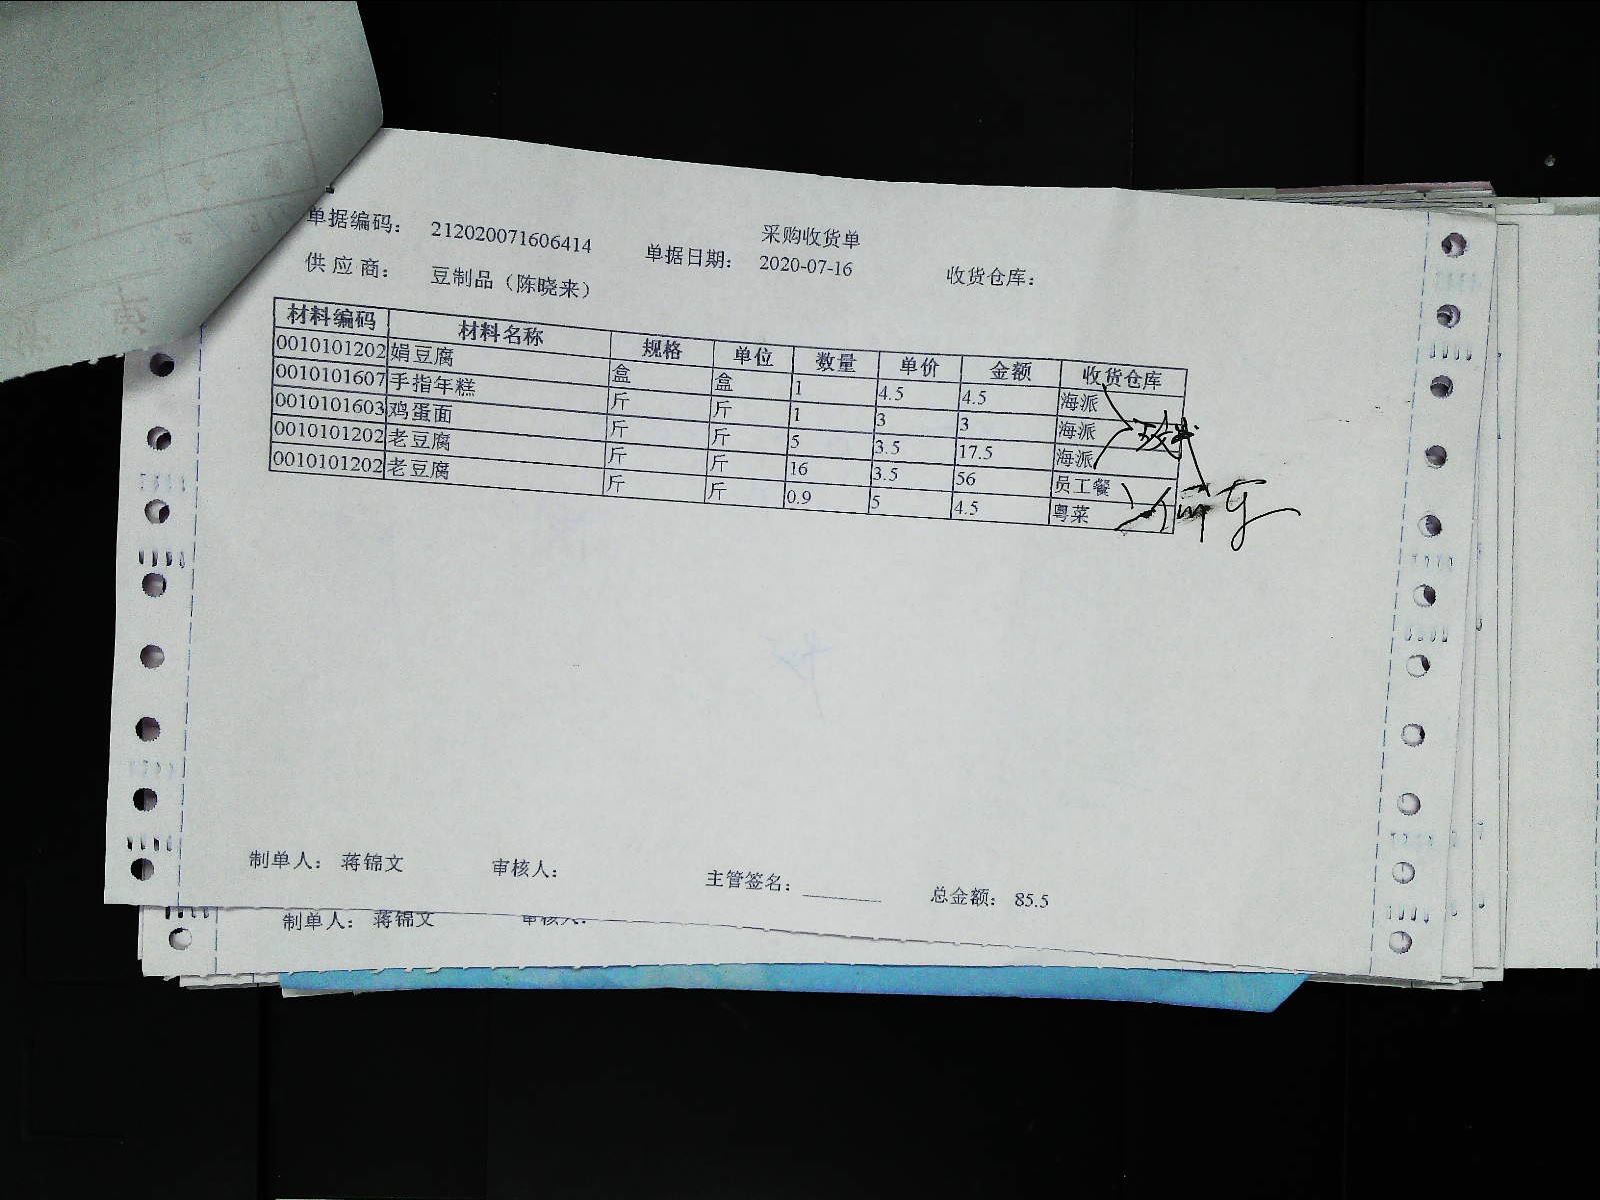 采购收货单
单据编码： 212020071606414 单据日期： 2020-07-16 收货仓库：
供应商： 豆制品（陈晓来）
材料编码 材料名称 规格 单位 数量 单价 金额 收货仓库
0010101202 娟豆腐 盒 盒 1 4.5 4.5 海派
0010101607 手指年糕 斤 斤 1 3 3 海派
0010101603 鸡蛋面 斤 斤 5 3.5 17.5 海派
0010101202 老豆腐 斤 斤 16 3.5 56 员工餐
0010101202 老豆腐 斤 斤 0.9 5 4.5 粤菜
制单人： 蒋锦文 审核人： 主管签名： 总金额： 85.5
制单人： 蒋锦文 审核人：